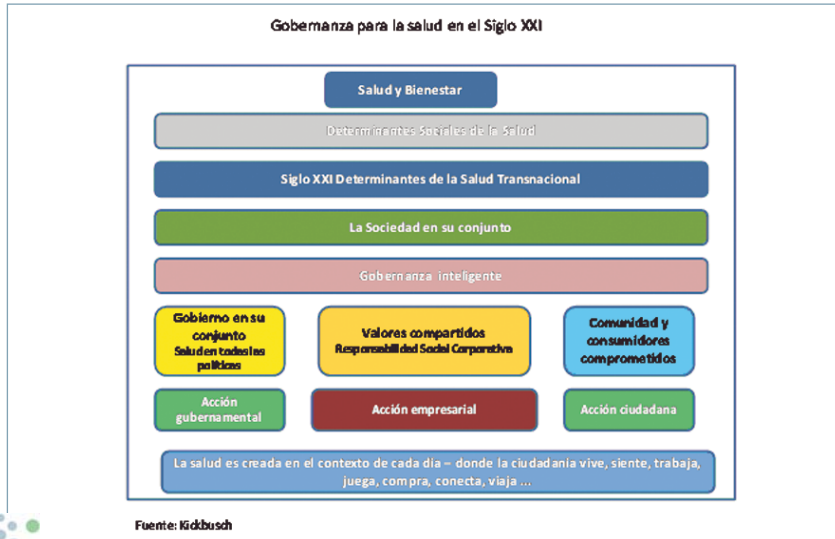 Gobernanza para la salud en el Siglo XXI
Salud y Bienestar
Determinantes Sociales de la Salud
Siglo XXI Determinantes de la Salud Transnacional
La Sociedad en su conjunto
Gobernanza inteligente
Gobierno en su
conjunto
Salud en todas las
políticas
Valores compartidos
Responsabilidad Social Corporativa
Comunidad y
consumidores
comprometidos
Acción
gubernamental
Acción empresarial
Acción ciudadana
La salud es creada en el contexto de cada día – donde la ciudadanía vive, siente, trabaja,
juega, compra, conecta, viaja ...
Fuente: Kickbusch